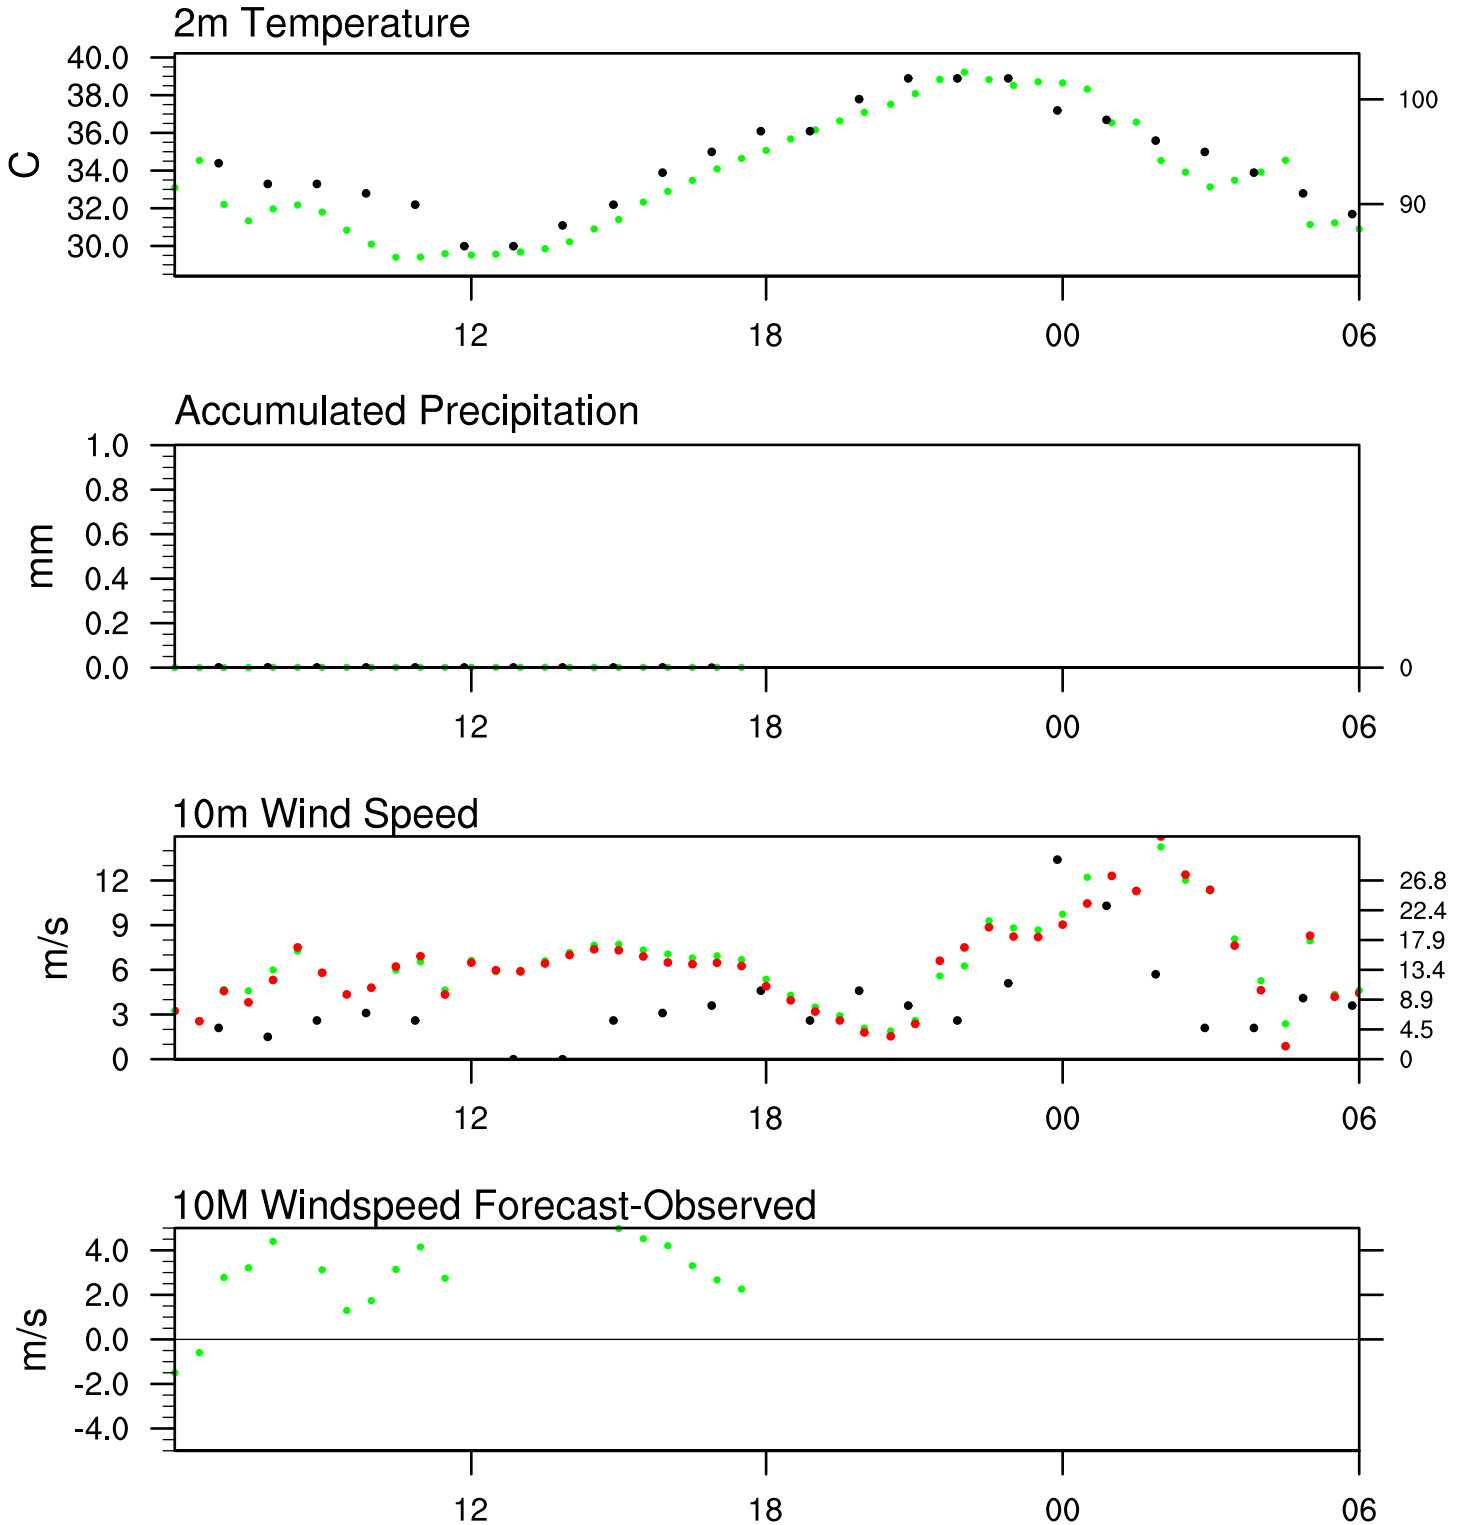 2m Temperature
40.0
38.0
36.0
34.0
32.0
30.0
C
100
90
12 18 00 06
Accumulated Precipitation
1.0
0.8
0.6
0.4
0.2
0.0
mm
0
12 18 00 06
10m Wind Speed
12
9
6
3
0
m/s
26.8
22.4
17.9
13.4
8.9
4.5
0
12 18 00 06
10M Windspeed Forecast-Observed
4.0
2.0
0.0
-2.0
-4.0
m/s
12 18 00 06